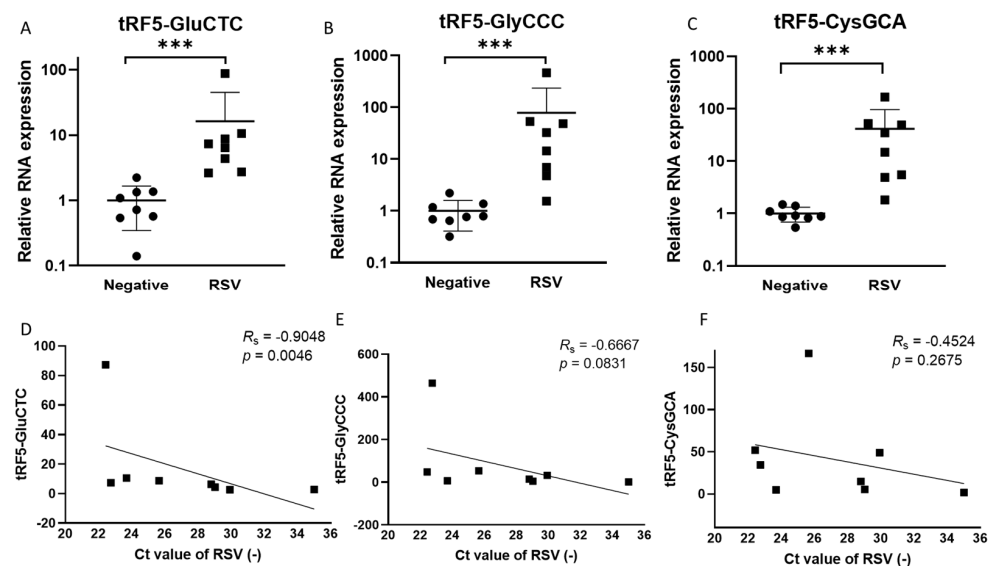 A
tRF5-GluCTC
***
Relative RNA expression
100
10
1
0.1
Negative RSV
B
tRF5-GlyCCC
***
Relative RNA expression
1000
100
10
1
0.1
Negative RSV
C
tRF5-CysGCA
***
Relative RNA expression
1000
100
10
1
0.1
Negative RSV
D
Rs = -0.9048
p = 0.0046
tRF5-GluCTC
100
80
60
40
20
0
-20
20 22 24 26 28 30 32 34 36
Ct value of RSV (-)
E
Rs = -0.6667
p = 0.0831
tRF5-GlyCCC
600
400
200
0
-200
20 22 24 26 28 30 32 34 36
Ct value of RSV (-)
F
Rs = -0.4524
p = 0.2675
tRF5-CysGCA
150
100
50
0
20 22 24 26 28 30 32 34 36
Ct value of RSV (-)